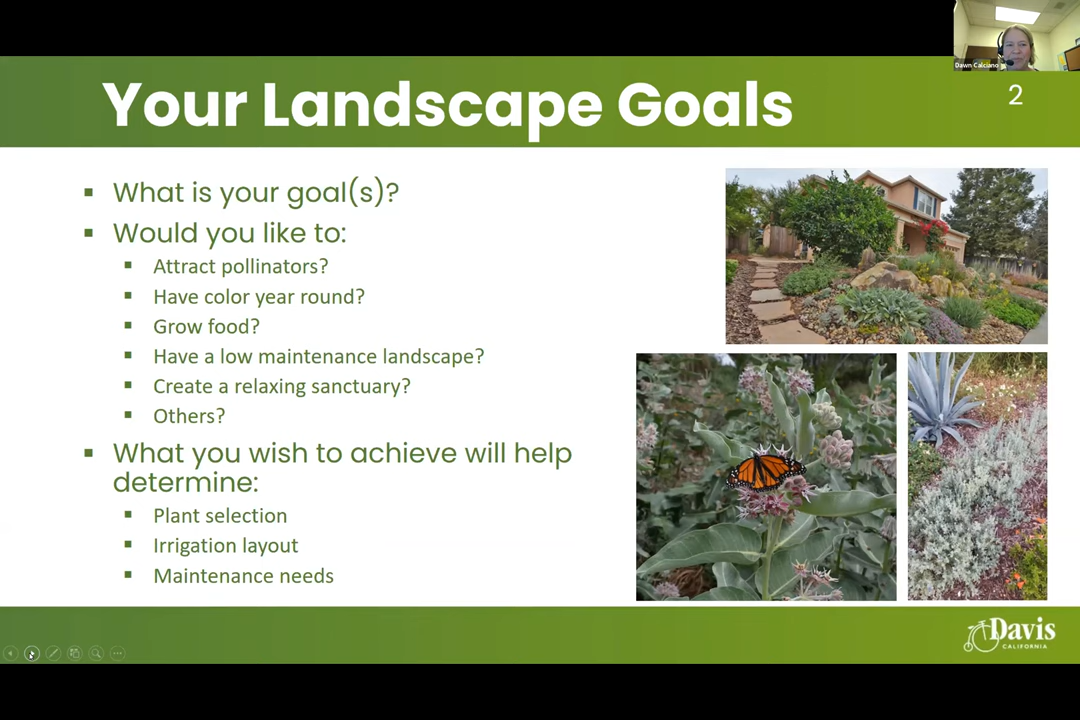 Dawn Calciano
Your Landscape Goals
2
▪ What is your goal(s)?
▪ Would you like to:
▪ Attract pollinators?
▪ Have color year round?
▪ Grow food?
▪ Have a low maintenance landscape?
▪ Create a relaxing sanctuary?
▪ Others?
▪ What you wish to achieve will help
determine:
▪ Plant selection
▪ Irrigation layout
▪ Maintenance needs
Davis
CALIFORNIA